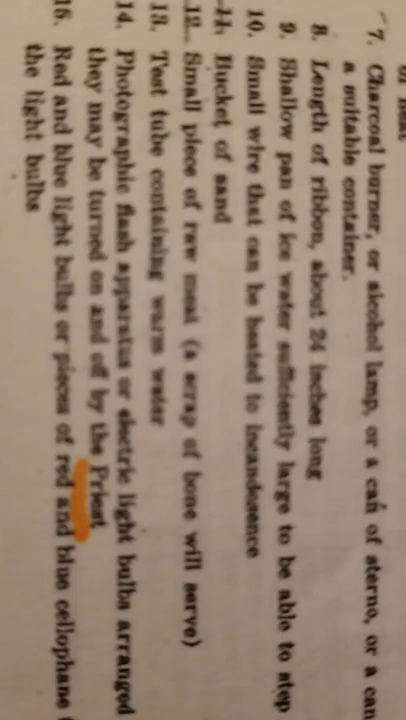 of heat
7. Charcoal burner, or alcohol lamp, or a can of sterno, or a can
a suitable container.
8. Length of ribbon, about 24 inches long
9. Shallow pan of ice water sufficiently large to be able to step
10. Small wire that can be heated to incandesence
11. Bucket of sand
12. Small piece of raw meat (a scrap of bone will serve)
13. Test tube containing warm water
14. Photographic flash apparatus or electric light bulbs arranged
they may be turned on and off by the Priest
15. Red and blue light bulbs or pieces of red and blue cellophane
the light bulbs